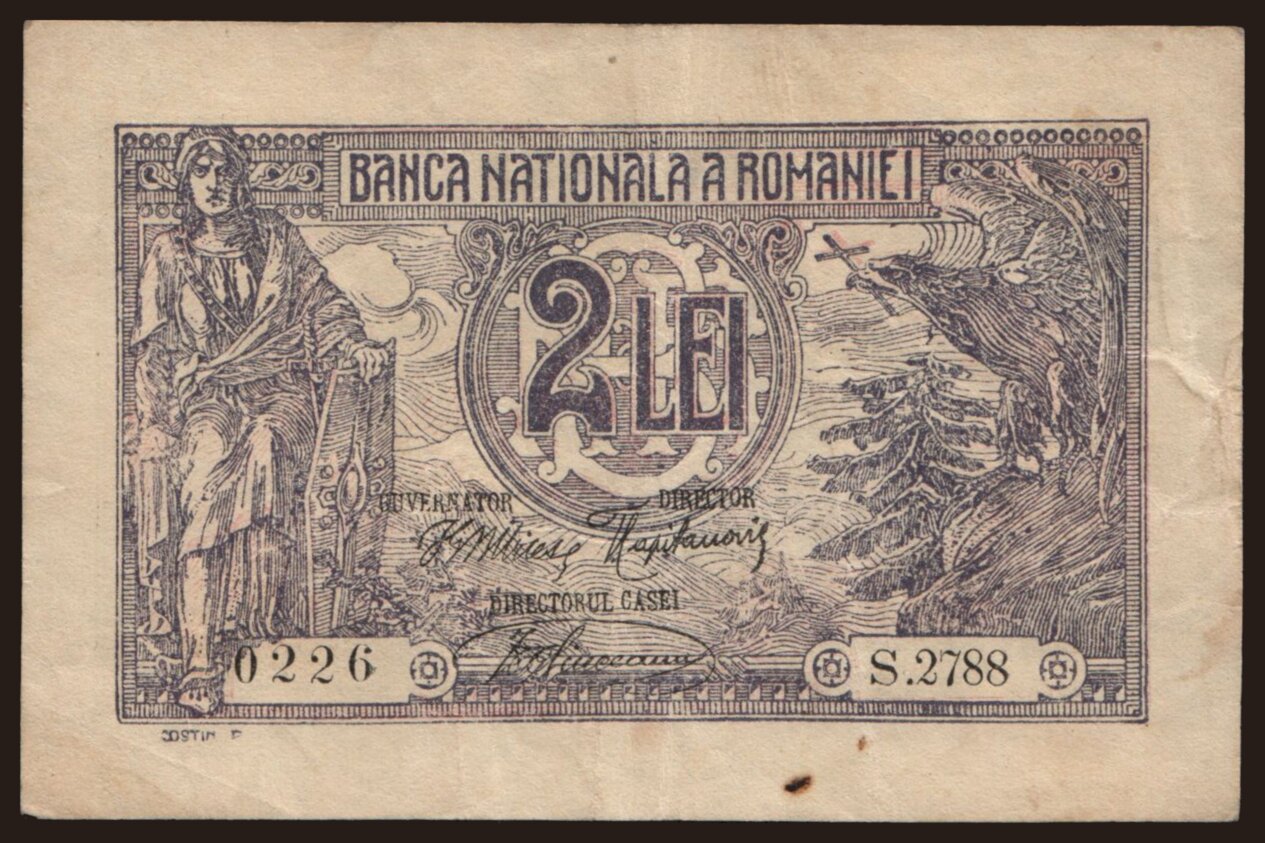 BANCA NATIONALA A ROMANIEI
2 LEI
GUVERNATOR DIRECTOR
DIRECTORUL CASEI
0226 S.2788